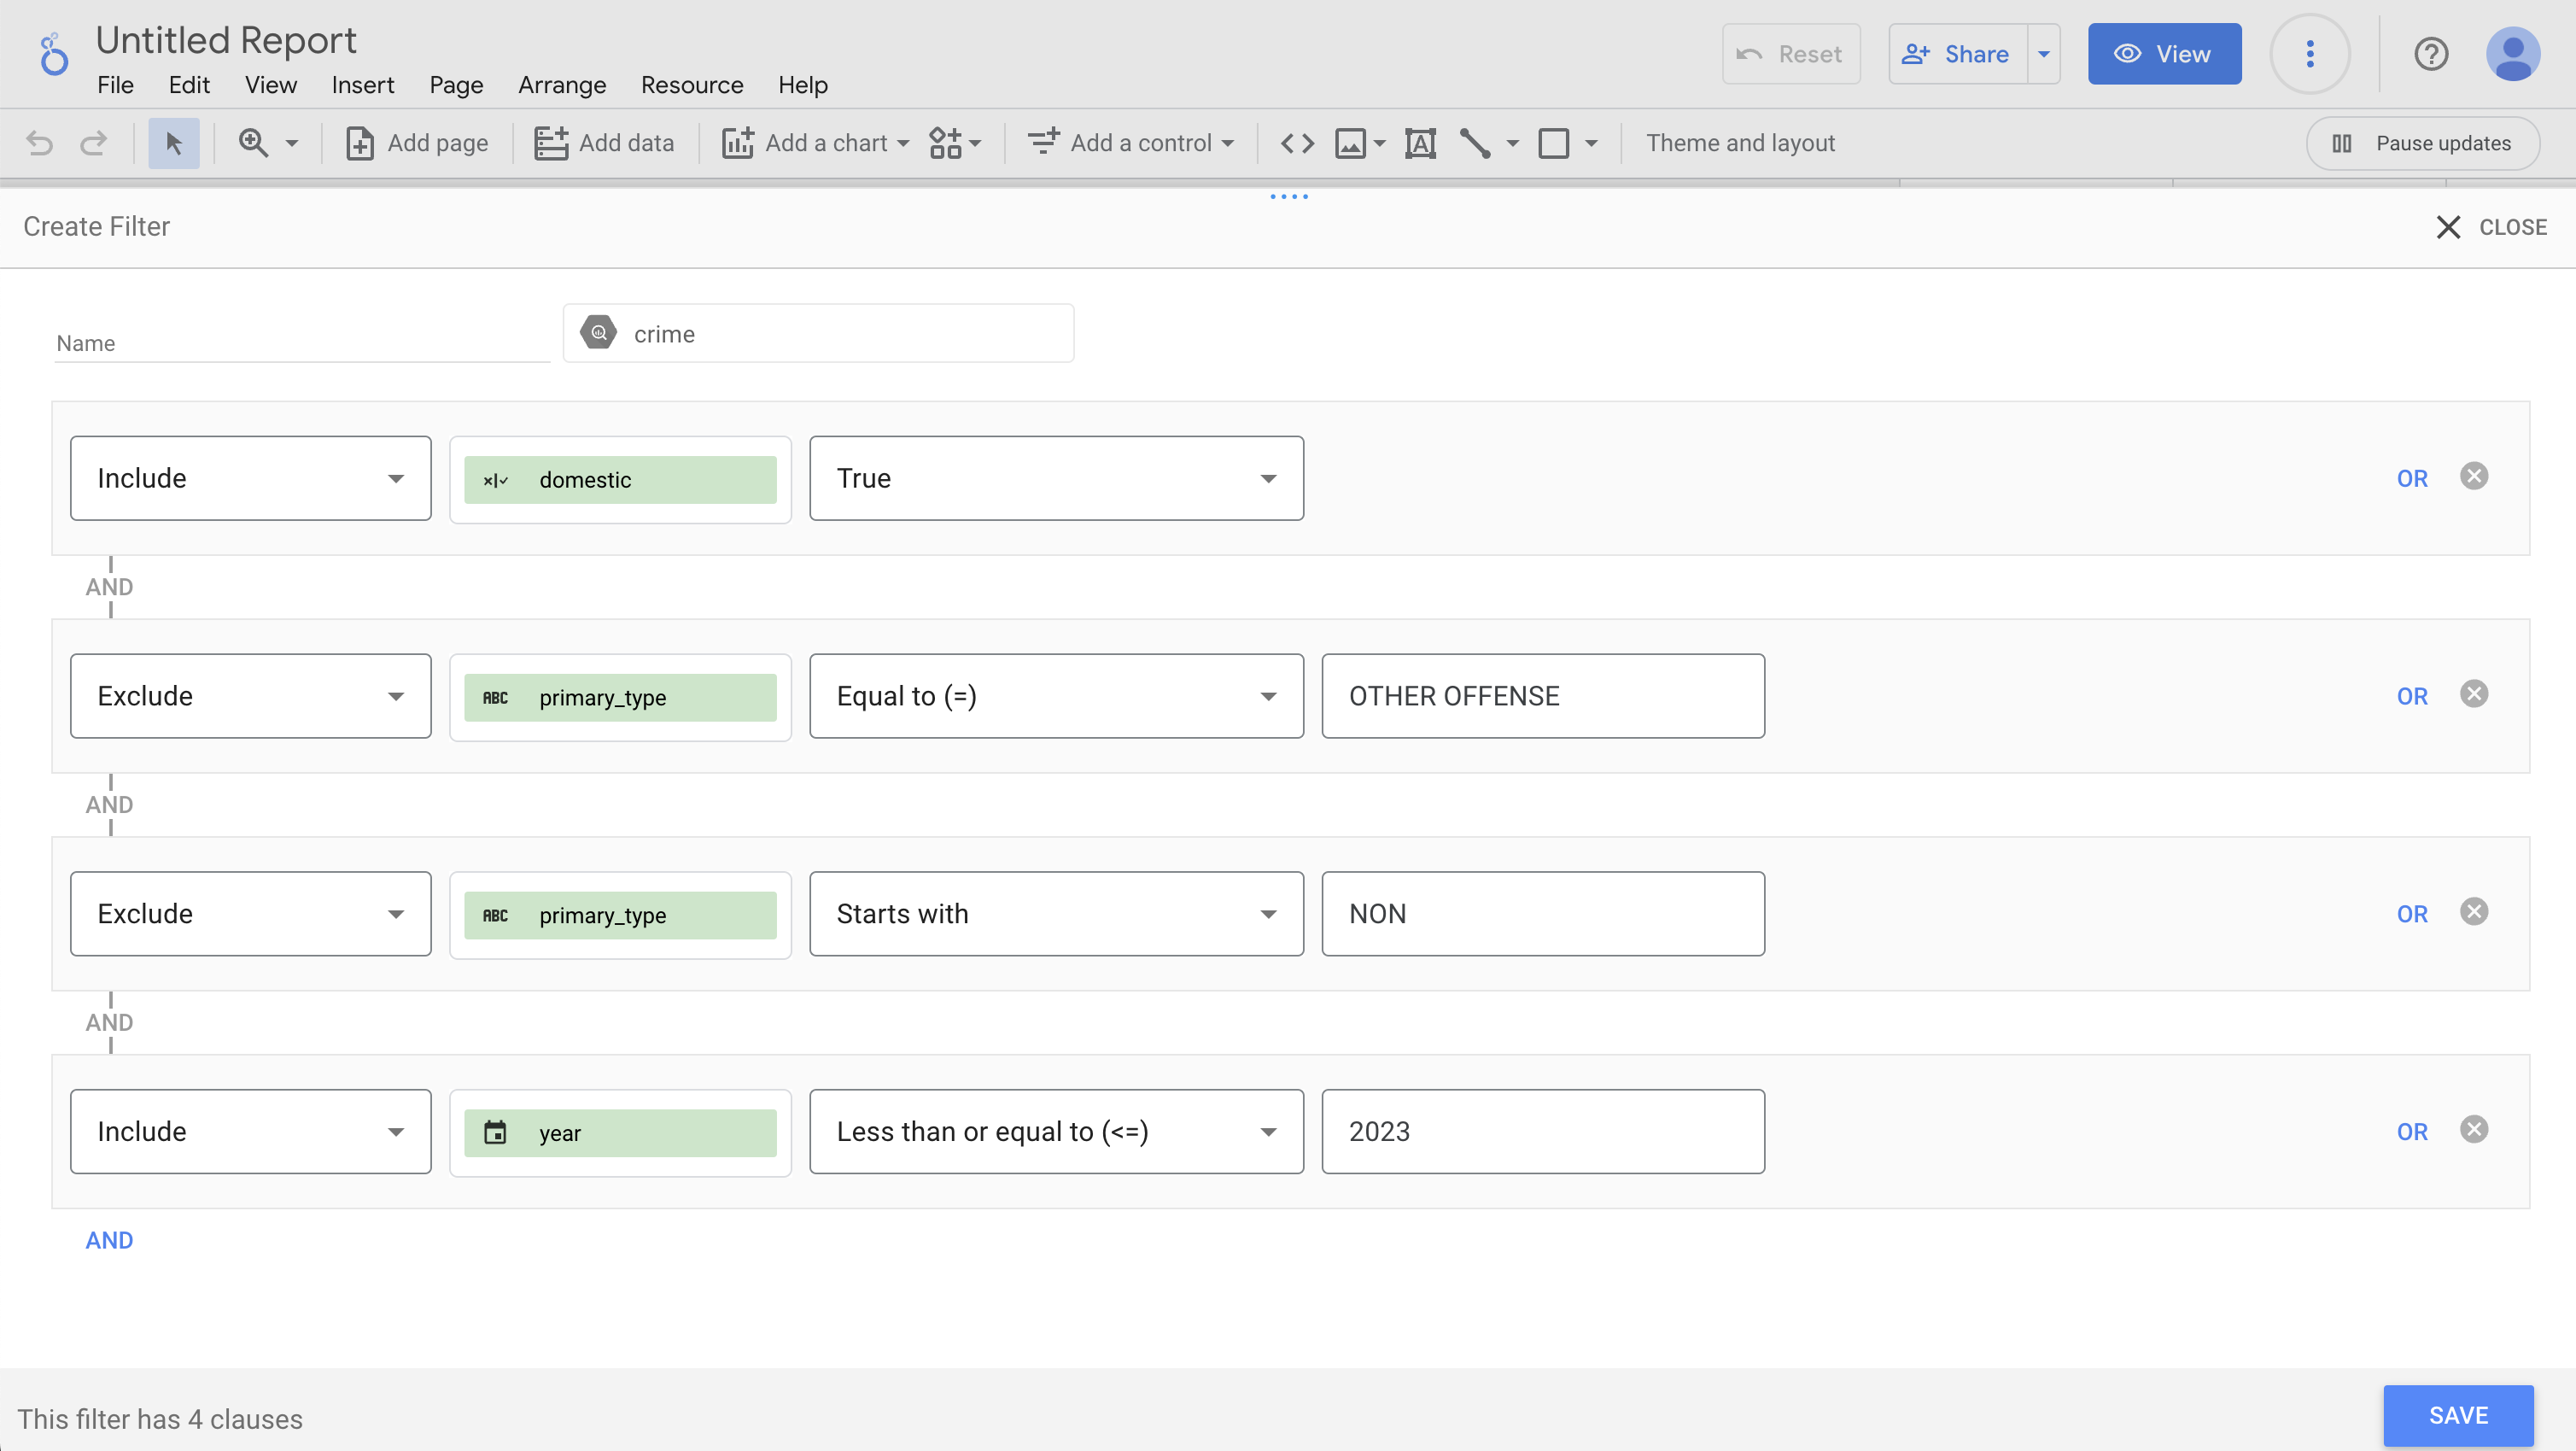 Untitled Report
File Edit View Insert Page Arrange Resource Help
Reset Share View
Add page Add data Add a chart Add a control Theme and layout Pause updates
Create Filter CLOSE
Name crime
Include domestic True OR
AND
Exclude ABC primary_type Equal to (=) OTHER OFFENSE OR
AND
Exclude ABC primary_type Starts with NON OR
AND
Include year Less than or equal to (<=) 2023 OR
AND
This filter has 4 clauses SAVE